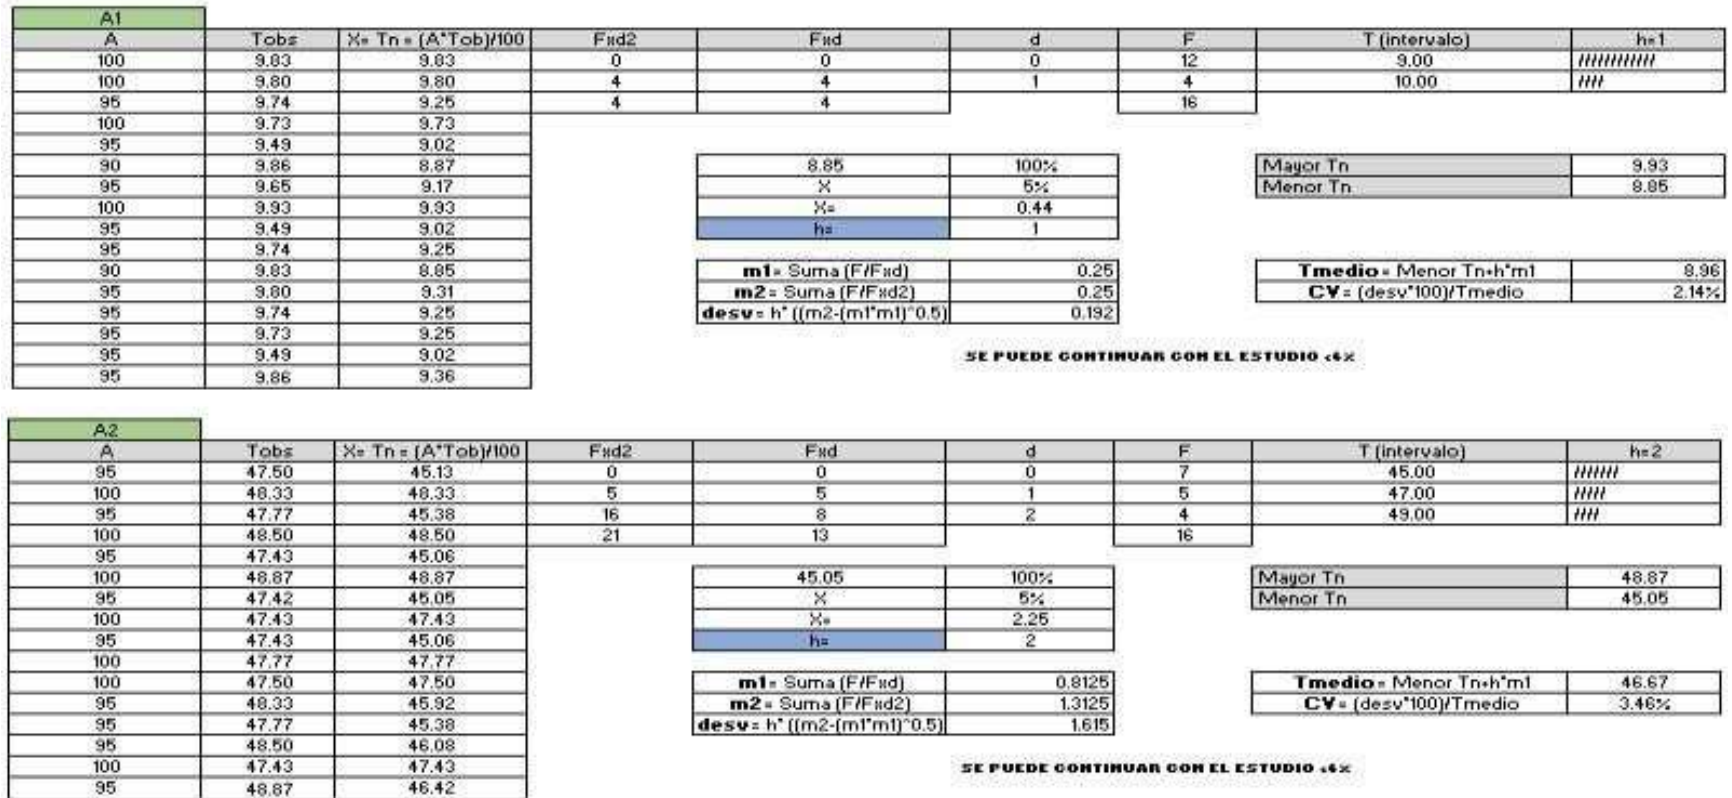 A1
A Tobs X= Tn = (A*Tob)/100 Fxd2 Fxd d F T (intervalo) h=1
100 9.83 9.83 0 0 0 12 9.00 ////////////
100 9.80 9.80 4 4 1 4 10.00 ////
95 9.74 9.25 4 4 16
100 9.73 9.73
95 9.49 9.02
90 9.86 8.87 8.85 100% Mayor Tn 9.93
95 9.65 9.17 X 5% Menor Tn 8.85
100 9.93 9.93 X= 0.44
95 9.49 9.02 h= 1
95 9.74 9.25
90 9.83 8.85 m1= Suma (F/Fxd) 0.25 Tmedio = Menor Tn+h*m1 8.96
95 9.80 9.31 m2= Suma (F/Fxd2) 0.25 CV = (desv*100)/Tmedio 2.14%
95 9.74 9.25 desv= h* ((m2-(m1*m1)^0.5) 0.192
95 9.73 9.25
95 9.49 9.02 SE PUEDE CONTINUAR CON EL ESTUDIO <6%
95 9.86 9.36
A2
A Tobs X= Tn = (A*Tob)/100 Fxd2 Fxd d F T (intervalo) h=2
95 47.50 45.13 0 0 0 7 45.00 ///////
100 48.33 48.33 5 5 1 5 47.00 /////
95 47.77 45.38 16 8 2 4 49.00 ////
100 48.50 48.50 21 13 16
95 47.43 45.06
100 48.87 48.87 45.05 100% Mayor Tn 48.87
95 47.42 45.05 X 5% Menor Tn 45.05
100 47.43 47.43 X= 2.25
95 47.43 45.06 h= 2
100 47.77 47.77
100 47.50 47.50 m1= Suma (F/Fxd) 0.8125 Tmedio = Menor Tn+h*m1 46.67
95 48.33 45.92 m2= Suma (F/Fxd2) 1.3125 CV = (desv*100)/Tmedio 3.46%
95 47.77 45.38 desv= h* ((m2-(m1*m1)^0.5) 1.615
95 48.50 46.08
100 47.43 47.43 SE PUEDE CONTINUAR CON EL ESTUDIO <6%
95 48.87 46.42